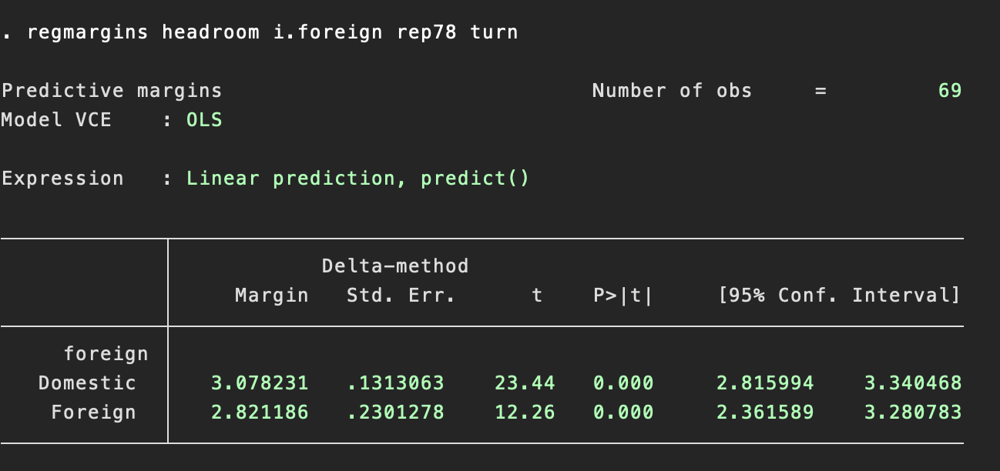 . regmargins headroom i.foreign rep78 turn
Predictive margins Number of obs = 69
Model VCE : OLS
Expression : Linear prediction, predict()
Delta-method
Margin Std. Err. t P>|t| [95% Conf. Interval]
foreign
Domestic 3.078231 .1313063 23.44 0.000 2.815994 3.340468
Foreign 2.821186 .2301278 12.26 0.000 2.361589 3.280783